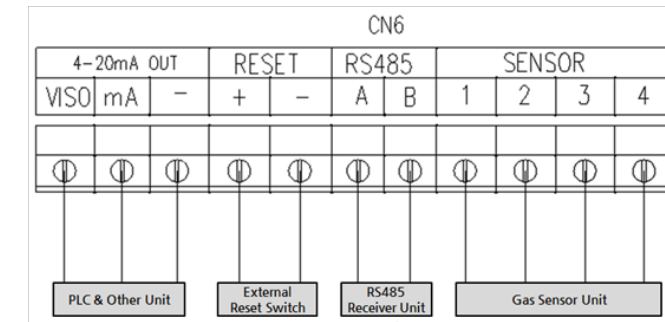 CN6
4-20mA OUT RESET RS485 SENSOR
VISO mA - + - A B 1 2 3 4
PLC & Other Unit
External
Reset Switch
RS485
Receiver Unit
Gas Sensor Unit